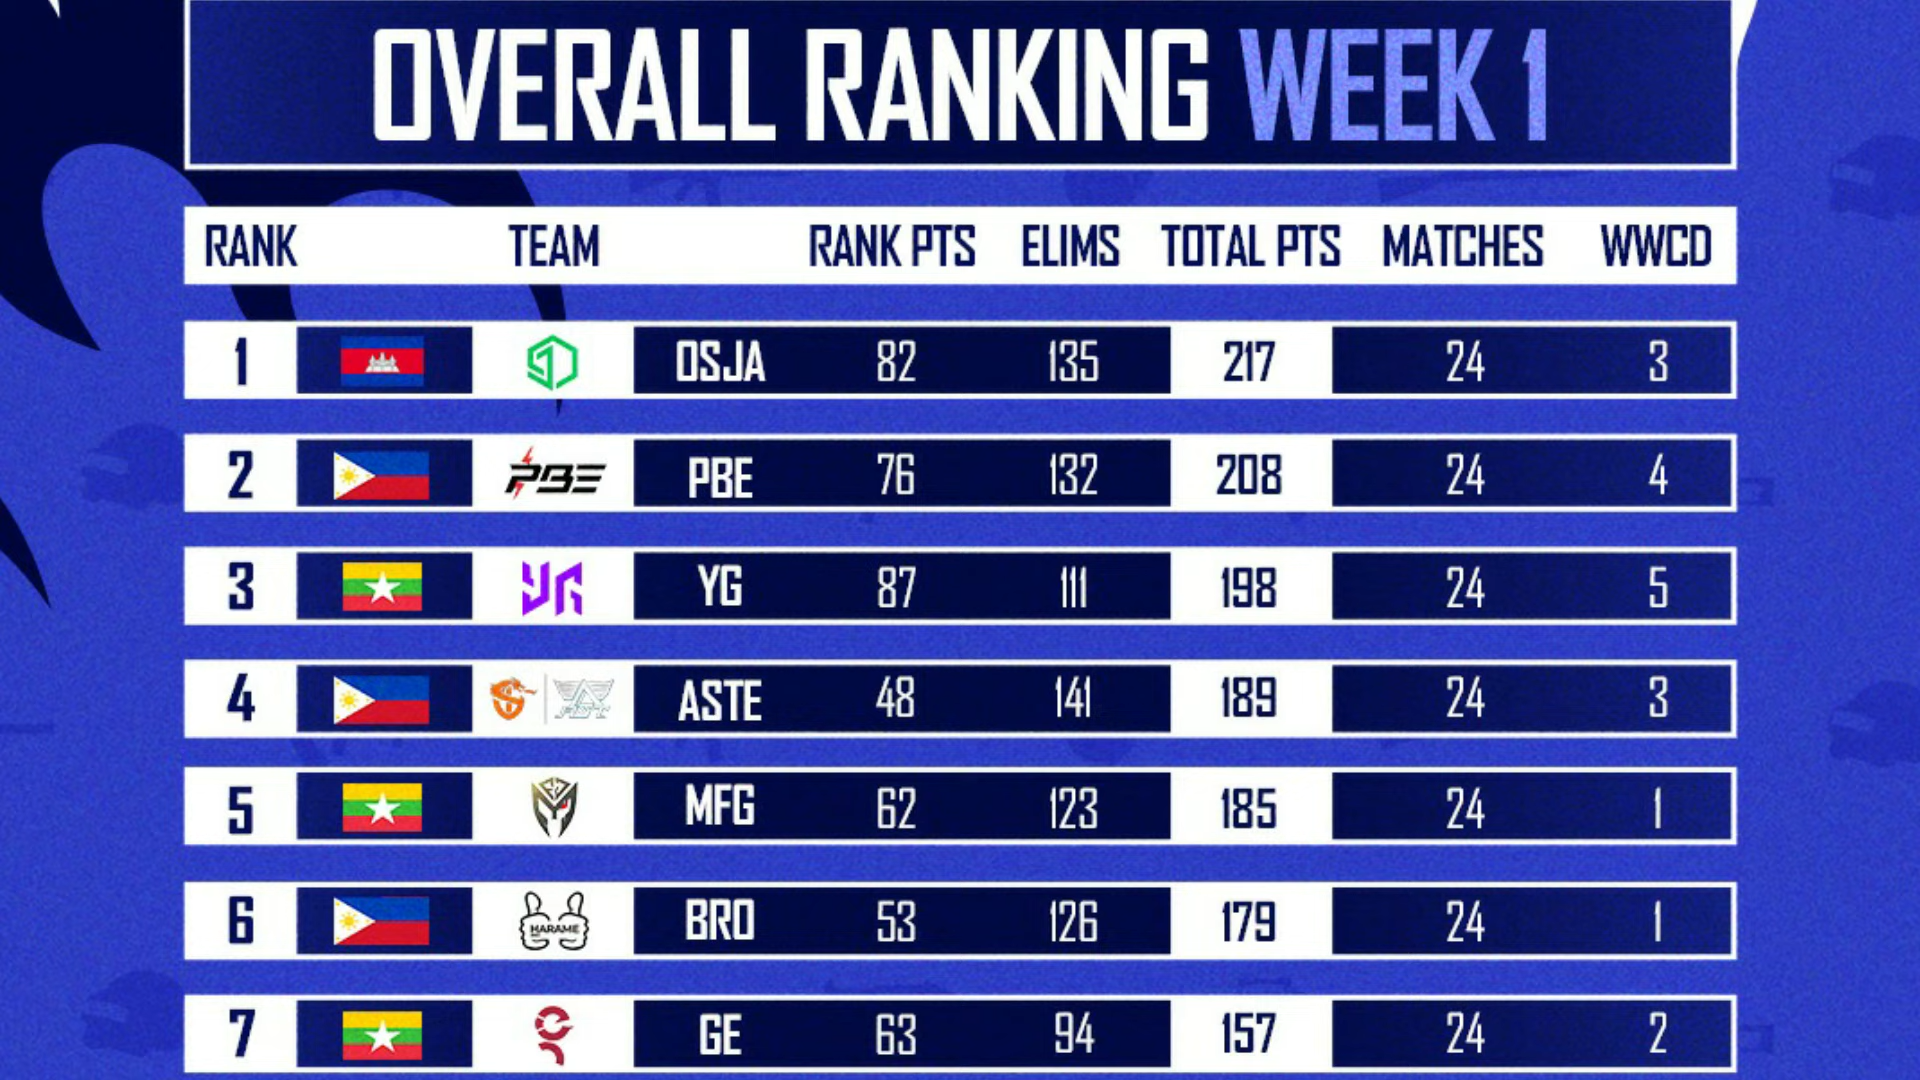 OVERALL RANKING WEEK 1
RANK TEAM RANK PTS ELIMS TOTAL PTS MATCHES WWCD
1 OSJA 82 135 217 24 3
2 PBE PBE 76 132 208 24 4
3 YG YG 87 111 198 24 5
4 ASTE 48 141 189 24 3
5 MFG 62 123 185 24 1
6 HARAME BRO 53 126 179 24 1
7 GE 63 94 157 24 2